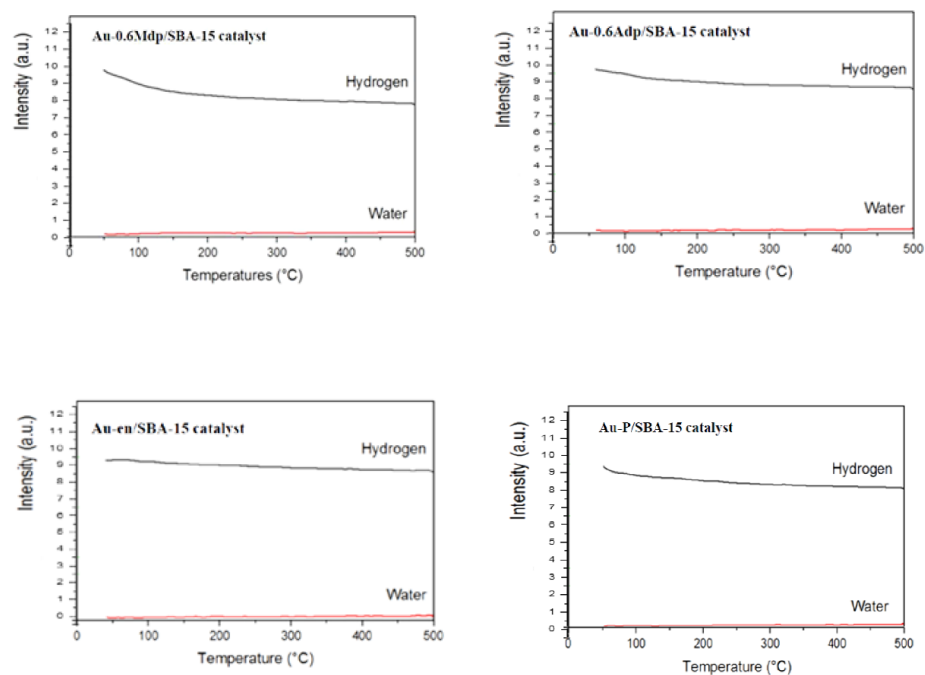 Au-0.6Mdp/SBA-15 catalyst
Intensity (a.u.)
12
11
10
9
8
7
6
5
4
3
2
1
0
Hydrogen
Water
0 100 200 300 400 500
Temperatures (°C)
Au-0.6Adp/SBA-15 catalyst
Intensity (a.u.)
12
11
10
9
8
7
6
5
4
3
2
1
0
Hydrogen
Water
0 100 200 300 400 500
Temperature (°C)
Au-en/SBA-15 catalyst
Intensity (a.u.)
12
11
10
9
8
7
6
5
4
3
2
1
0
Hydrogen
Water
0 100 200 300 400 500
Temperature (°C)
Au-P/SBA-15 catalyst
Intensity (a.u.)
12
11
10
9
8
7
6
5
4
3
2
1
0
Hydrogen
Water
0 100 200 300 400 500
Temperature (°C)